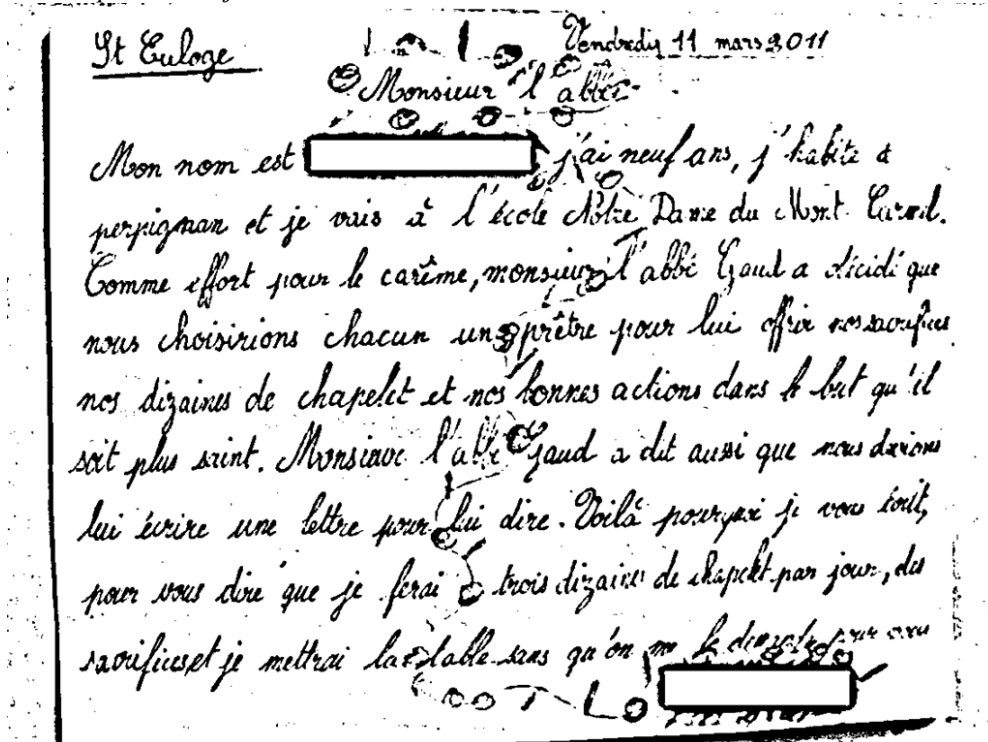 St Euloge Vendredi 11 mars 2011
Monsieur l'abbé
Mon nom est j'ai neuf ans, j'habite à
perpignan et je vais à l'école Nôtre Dame du Mont Carmel.
Comme effort pour le carême, monsieur l'abbé Gaud a décidé que
nous choisirions chacun un prêtre pour lui offrir nos sacrifices
nos dizaines de chapelet et nos bonnes actions dans le but qu'il
soit plus saint. Monsieur l'abbé Gaud a dit aussi que nous devions
lui écrire une lettre pour lui dire. Voilà pourquoi je vous écrit,
pour vous dire que je ferai trois dizaines de chapelet par jour, des
sacrifices et je mettrai la table sans qu'on me le demande pour vous